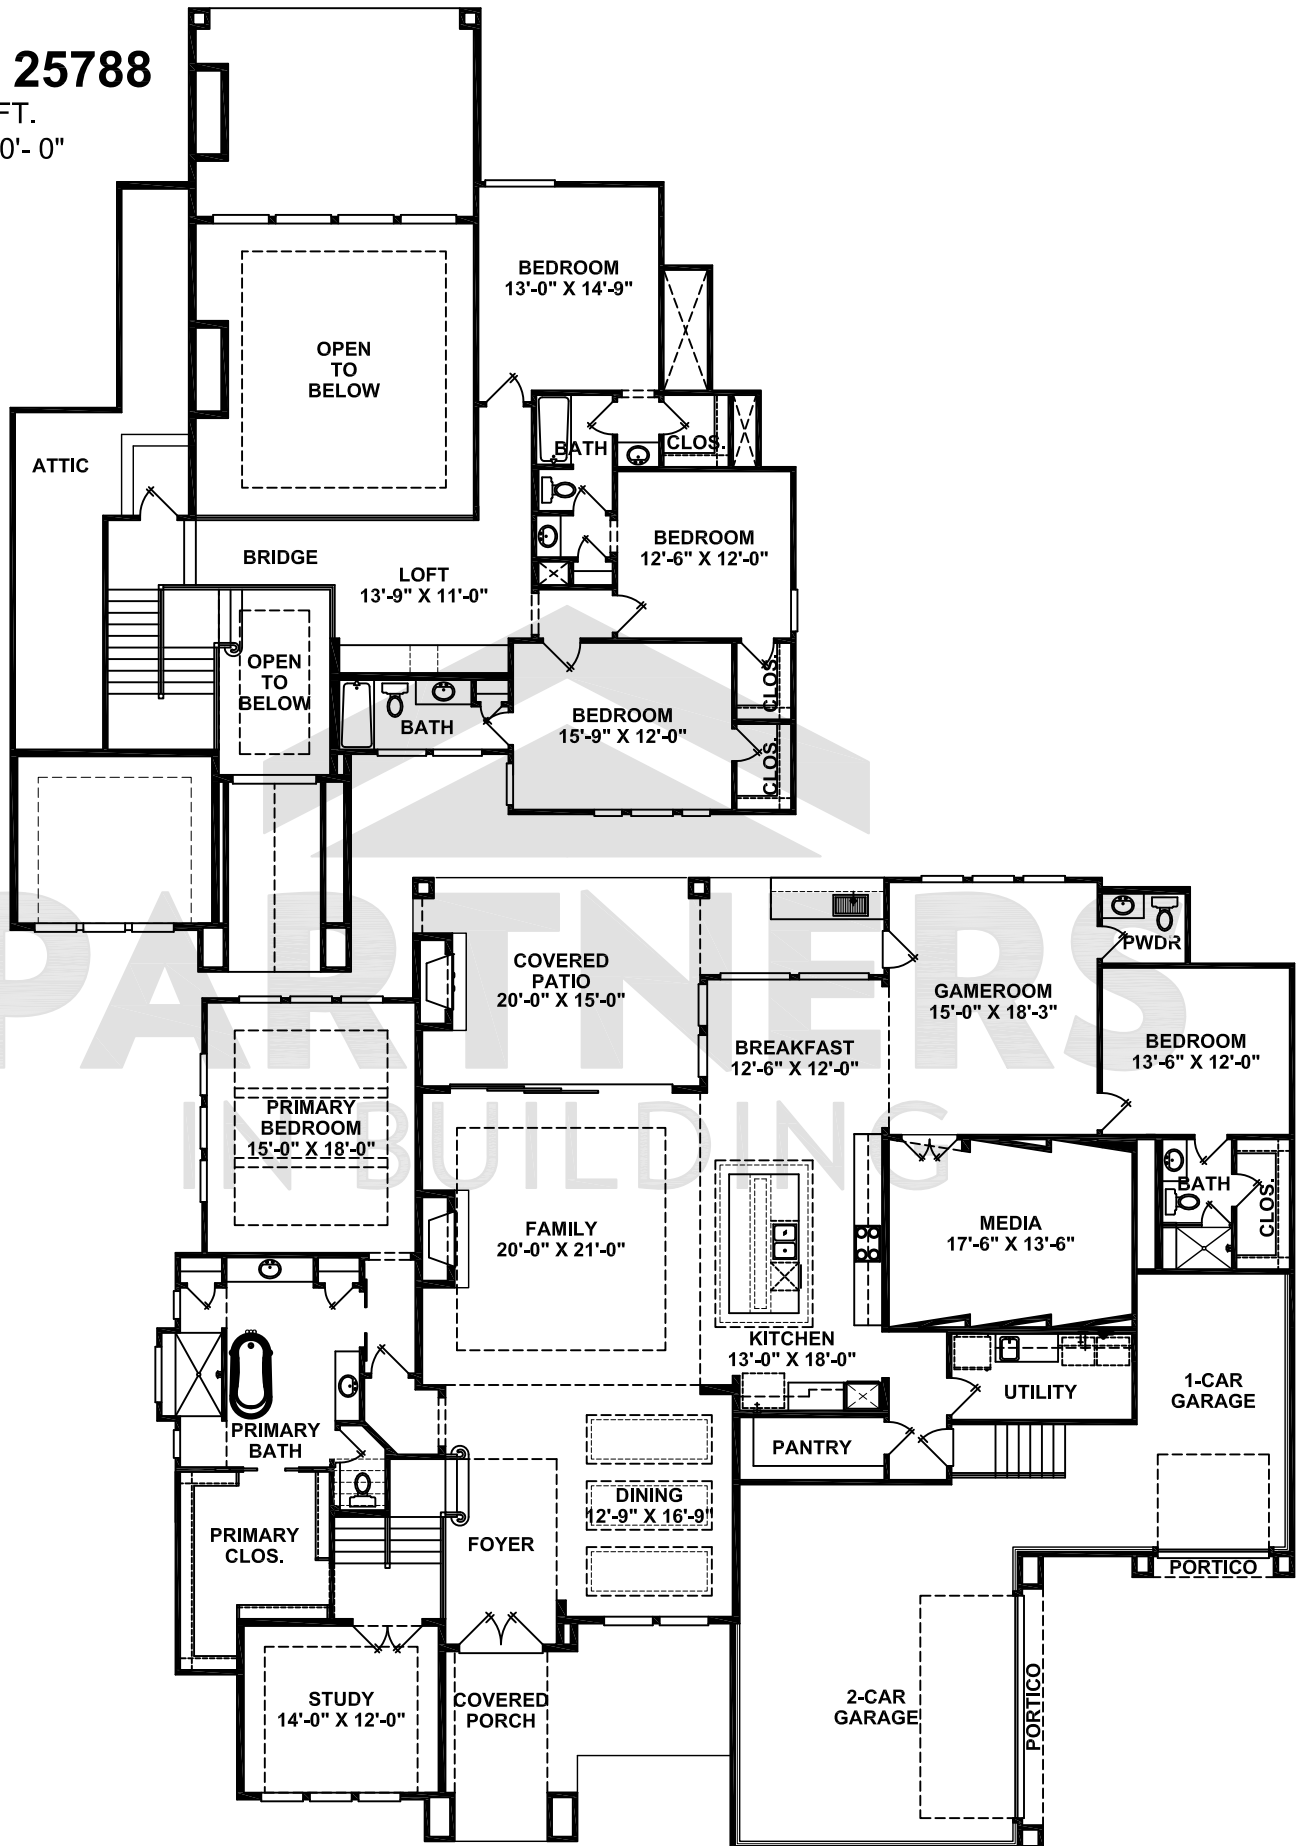 25788
FT.
0'- 0"
BEDROOM
13'-0" X 14'-9"
OPEN
TO
BELOW
ATTIC
BATH
CLOS.
BEDROOM
12'-6" X 12'-0"
BRIDGE
LOFT
13'-9" X 11'-0"
OPEN
TO
BELOW
CLOS.
BATH
BEDROOM
15'-9" X 12'-0"
CLOS.
PARTNERS
IN BUILDING
COVERED
PATIO
20'-0" X 15'-0"
PWDR
GAMEROOM
15'-0" X 18'-3"
BREAKFAST
12'-6" X 12'-0"
BEDROOM
13'-6" X 12'-0"
PRIMARY
BEDROOM
15'-0" X 18'-0"
BATH
CLOS.
FAMILY
20'-0" X 21'-0"
MEDIA
17'-6" X 13'-6"
KITCHEN
13'-0" X 18'-0"
UTILITY
1-CAR
GARAGE
PRIMARY
BATH
PANTRY
DINING
12'-9" X 16'-9"
PRIMARY
CLOS.
FOYER
PORTICO
STUDY
14'-0" X 12'-0"
COVERED
PORCH
2-CAR
GARAGE
PORTICO